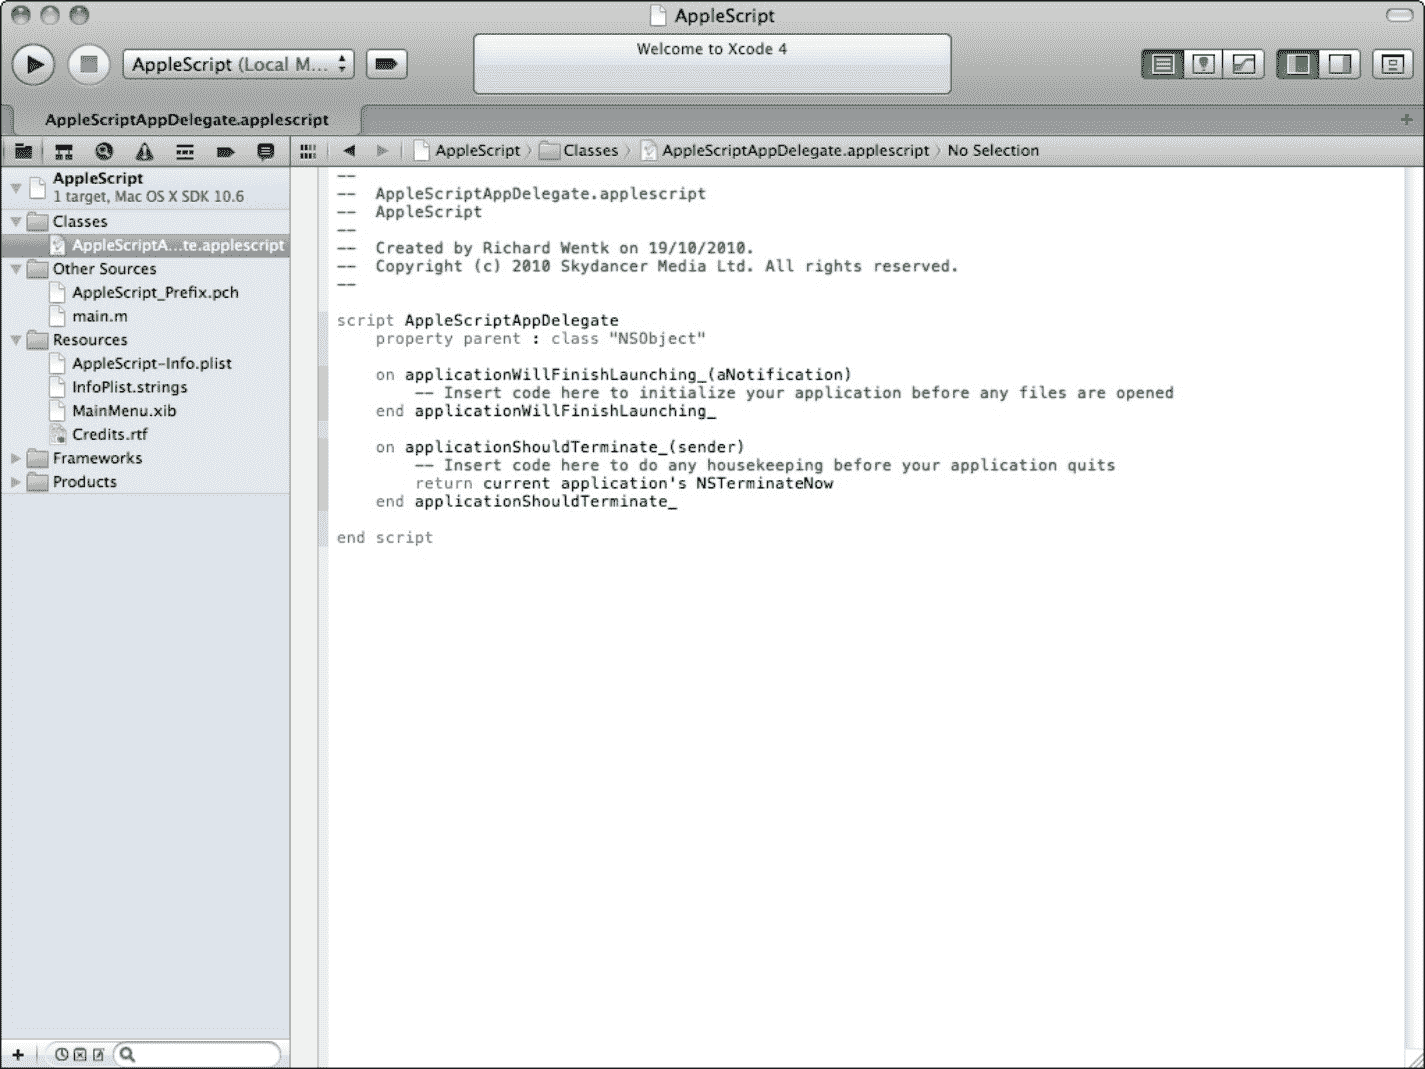 AppleScript
AppleScript (Local M...
Welcome to Xcode 4
AppleScriptAppDelegate.applescript
AppleScript
Classes
AppleScriptAppDelegate.applescript
No Selection
AppleScript
1 target, Mac OS X SDK 10.6
Classes
AppleScriptA...te.applescript
Other Sources
AppleScript_Prefix.pch
main.m
Resources
AppleScript-Info.plist
InfoPlist.strings
MainMenu.xib
Credits.rtf
Frameworks
Products
--
--  AppleScriptAppDelegate.applescript
--  AppleScript
--
--  Created by Richard Wentk on 19/10/2010.
--  Copyright (c) 2010 Skydancer Media Ltd. All rights reserved.
--
script AppleScriptAppDelegate
    property parent : class "NSObject"
    on applicationWillFinishLaunching_(aNotification)
        -- Insert code here to initialize your application before any files are opened
    end applicationWillFinishLaunching_
    on applicationShouldTerminate_(sender)
        -- Insert code here to do any housekeeping before your application quits
        return current application's NSTerminateNow
    end applicationShouldTerminate_
end script